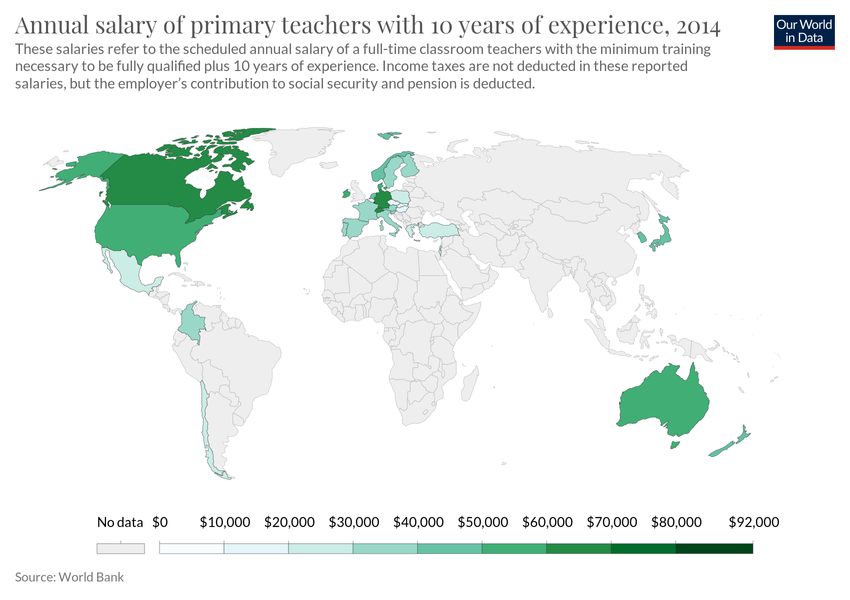 Annual salary of primary teachers with 10 years of experience, 2014
Our World
in Data
These salaries refer to the scheduled annual salary of a full-time classroom teachers with the minimum training
necessary to be fully qualified plus 10 years of experience. Income taxes are not deducted in these reported
salaries, but the employer's contribution to social security and pension is deducted.
No data $0 $10,000 $20,000 $30,000 $40,000 $50,000 $60,000 $70,000 $80,000 $92,000
Source: World Bank